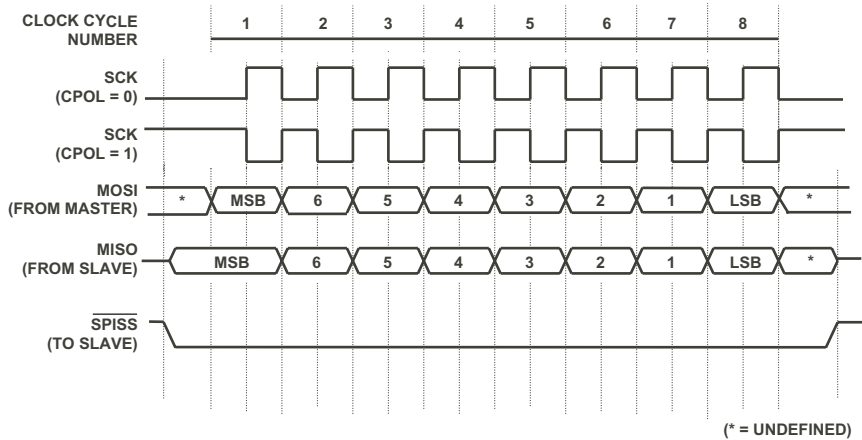 CLOCK CYCLE
NUMBER
1 2 3 4 5 6 7 8
SCK
(CPOL = 0)
SCK
(CPOL = 1)
MOSI
(FROM MASTER)
* MSB 6 5 4 3 2 1 LSB *
MISO
(FROM SLAVE)
MSB 6 5 4 3 2 1 LSB *
SPISS
(TO SLAVE)
(* = UNDEFINED)